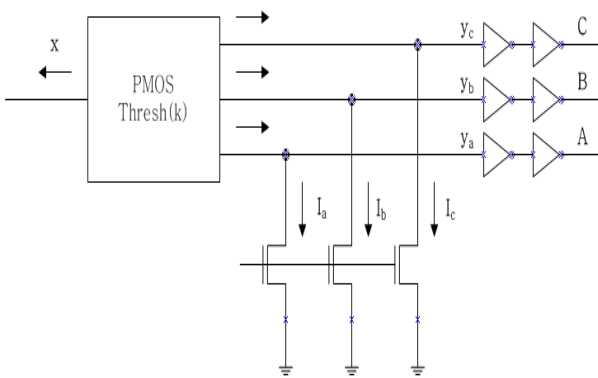 x
PMOS
Thresh(k)
y_c
C
y_b
B
y_a
A
I_a
I_b
I_c